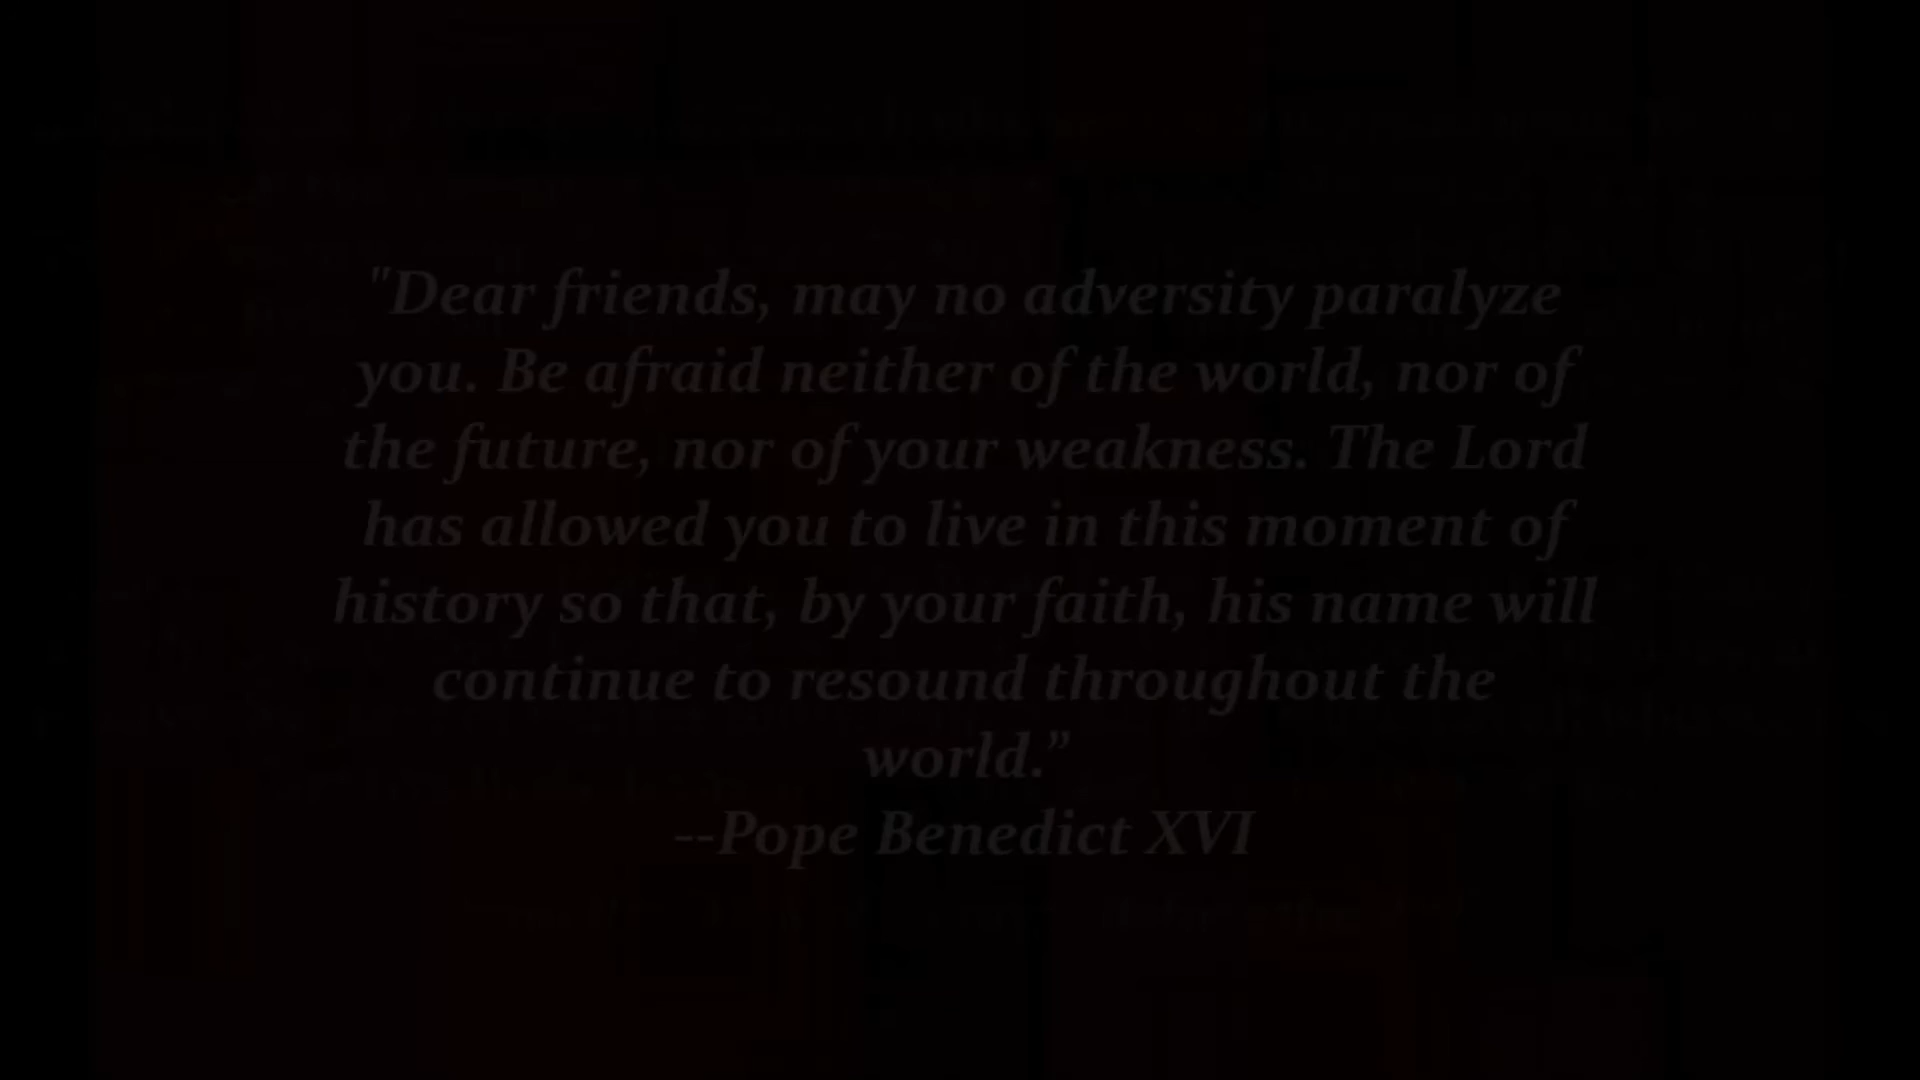 "Dear friends, may no adversity paralyze
you. Be afraid neither of the world, nor of
the future, nor of your weakness. The Lord
has allowed you to live in this moment of
history so that, by your faith, his name will
continue to resound throughout the
world.”
--Pope Benedict XVI